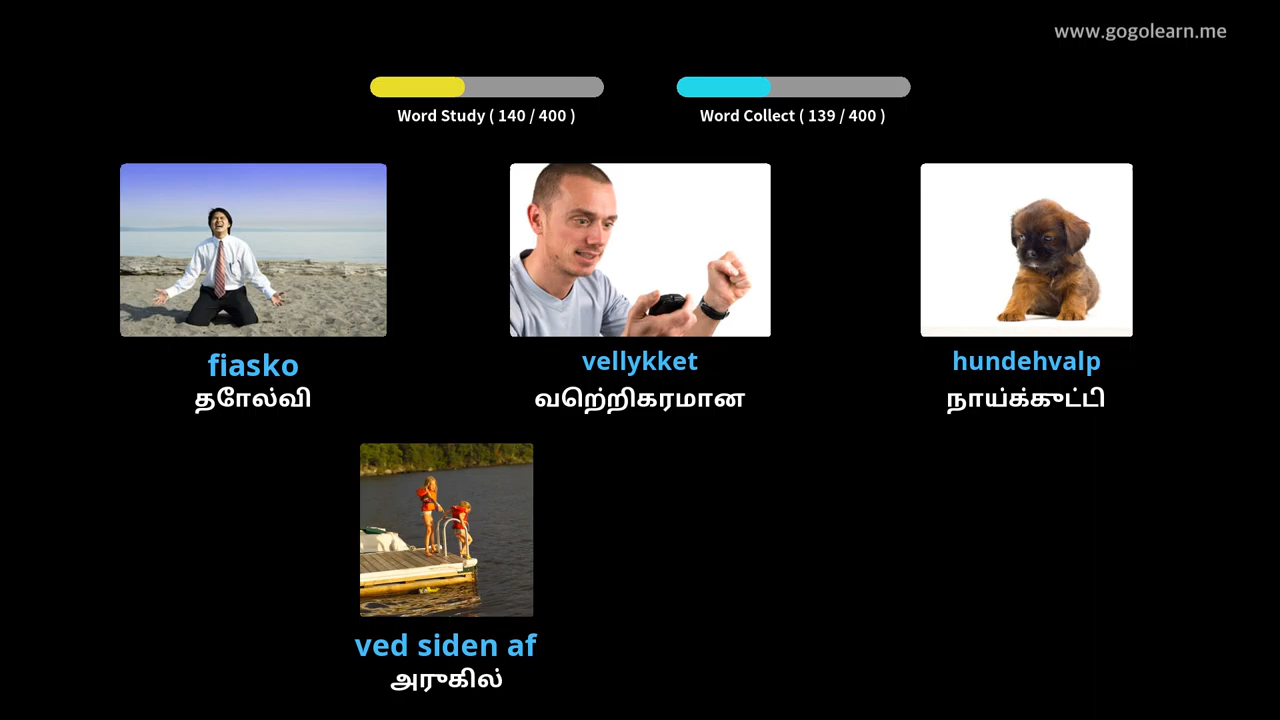 www.gogolearn.me
Word Study ( 140 / 400 )
Word Collect ( 139 / 400 )
fiasko
தோல்வி
vellykket
வெற்றிகரமான
hundehvalp
நாய்க்குட்டி
ved siden af
அருகில்